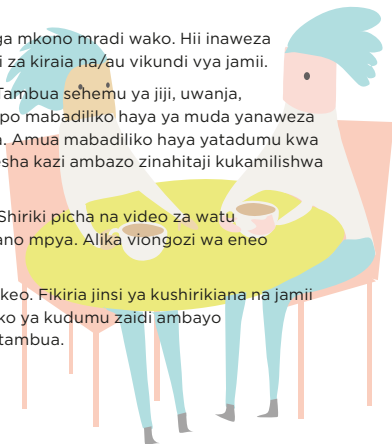 ga mkono mradi wako. Hii inaweza
i za kiraia na/au vikundi vya jamii.
Tambua sehemu ya jiji, uwanja,
po mabadiliko haya ya muda yanaweza
. Amua mabadiliko haya yatadumu kwa
esha kazi ambazo zinahitaji kukamilishwa
Shiriki picha na video za watu
ano mpya. Alika viongozi wa eneo
keo. Fikiria jinsi ya kushirikiana na jamii
ko ya kudumu zaidi ambayo
tambua.